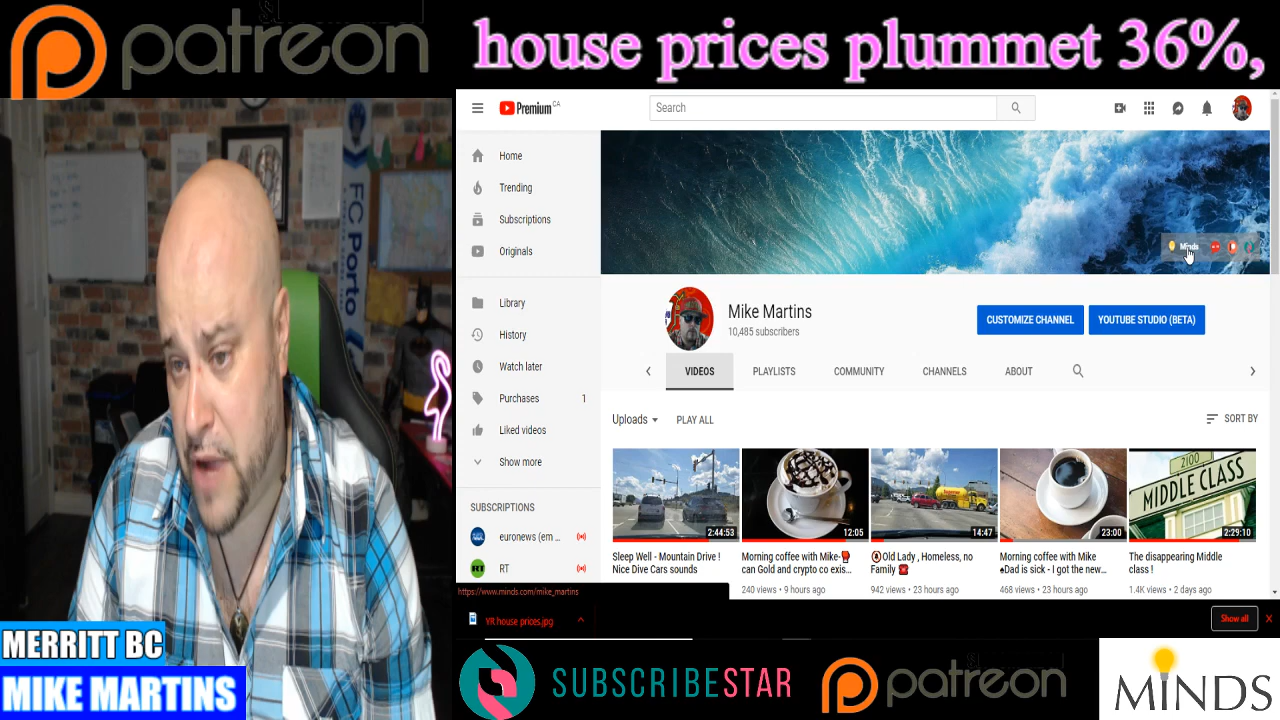 patreon
house prices plummet 36%,
Premium CA
Search
Home
Trending
Subscriptions
Originals
Library
History
Watch later
Purchases 1
Liked videos
Show more
SUBSCRIPTIONS
euronews (em ...
RT
FC Porto
Minds
Mike Martins
10,485 subscribers
CUSTOMIZE CHANNEL
YOUTUBE STUDIO (BETA)
VIDEOS PLAYLISTS COMMUNITY CHANNELS ABOUT
Uploads PLAY ALL SORT BY
2:44:53
12:05
14:47
23:00
2100
MIDDLE CLASS
2:29:10
Sleep Well - Mountain Drive !
Nice Dive Cars sounds
Morning coffee with Mike-
can Gold and crypto co exis...
240 views • 9 hours ago
Old Lady , Homeless, no
Family
942 views • 23 hours ago
Morning coffee with Mike
♠Dad is sick - I got the new...
468 views • 23 hours ago
The disappearing Middle
class !
1.4K views • 2 days ago
https://www.minds.com/mike_martins
YR house prices.jpg
Show all X
MERRITT BC
MIKE MARTINS
SUBSCRIBESTAR
patreon
MINDS